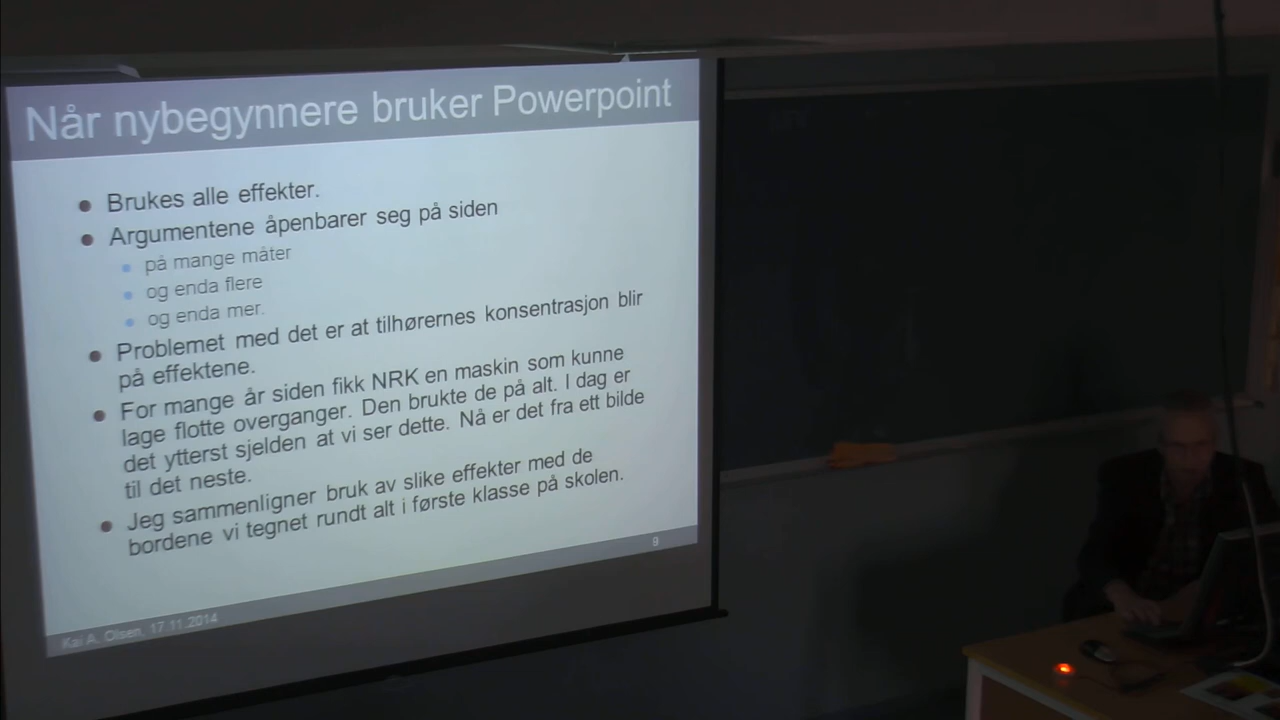 Når nybegynnere bruker Powerpoint
Brukes alle effekter.
Argumentene åpenbarer seg på siden
på mange måter
og enda flere
og enda mer.
Problemet med det er at tilhørernes konsentrasjon blir
på effektene.
For mange år siden fikk NRK en maskin som kunne
lage flotte overganger. Den brukte de på alt. I dag er
det ytterst sjelden at vi ser dette. Nå er det fra ett bilde
til det neste.
Jeg sammenligner bruk av slike effekter med de
bordene vi tegnet rundt alt i første klasse på skolen.
9
Kai A. Olsen, 17.11.2014